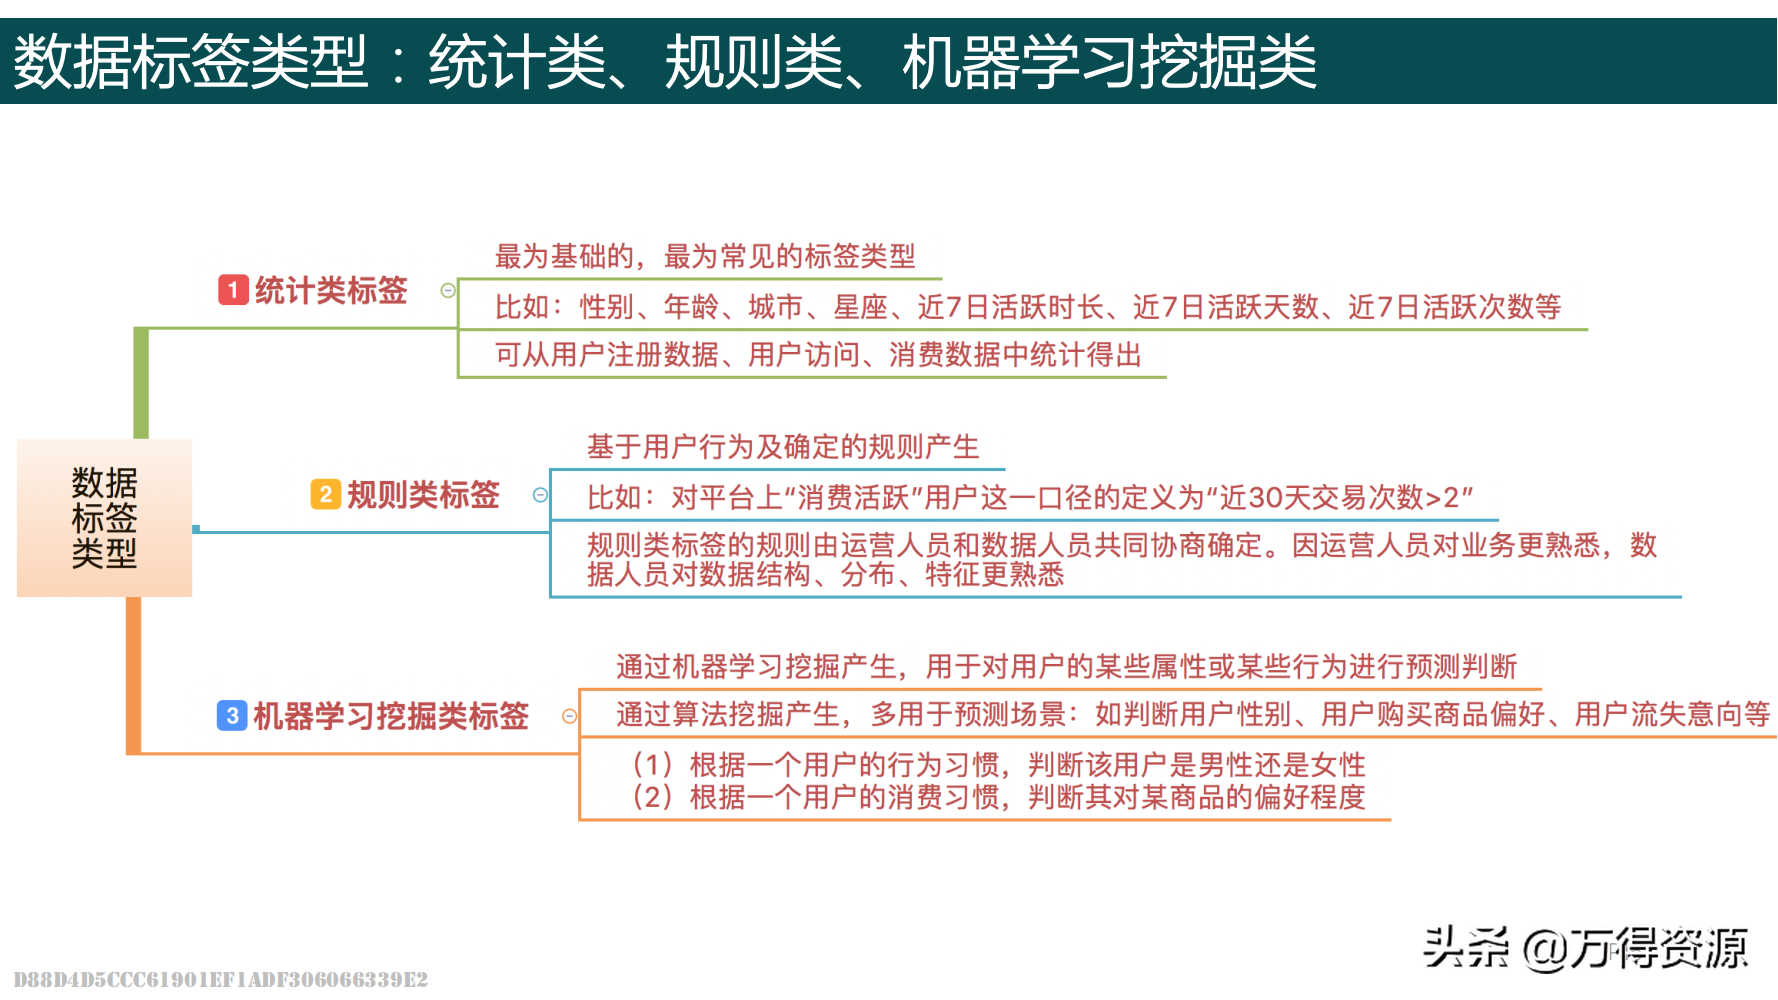 数据标签类型：统计类、规则类、机器学习挖掘类
最为基础的，最为常见的标签类型
1 统计类标签
比如：性别、年龄、城市、星座、近7日活跃时长、近7日活跃天数、近7日活跃次数等
可从用户注册数据、用户访问、消费数据中统计得出
数据
标签
类型
基于用户行为及确定的规则产生
2 规则类标签
比如：对平台上“消费活跃”用户这一口径的定义为“近30天交易次数>2”
规则类标签的规则由运营人员和数据人员共同协商确定。因运营人员对业务更熟悉，数
据人员对数据结构、分布、特征更熟悉
通过机器学习挖掘产生，用于对用户的某些属性或某些行为进行预测判断
3 机器学习挖掘类标签
通过算法挖掘产生，多用于预测场景：如判断用户性别、用户购买商品偏好、用户流失意向等
（1）根据一个用户的行为习惯，判断该用户是男性还是女性
（2）根据一个用户的消费习惯，判断其对某商品的偏好程度
头条 @万得资源
D88D4D5CCC61901EF1ADF306066339E2